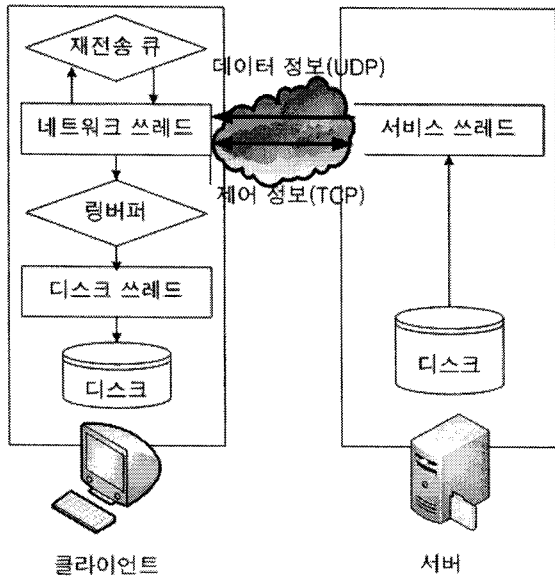 재전송 큐
데이터 정보(UDP)
네트워크 쓰레드
서비스 쓰레드
제어 정보(TCP)
링버퍼
디스크 쓰레드
디스크
디스크
클라이언트
서버